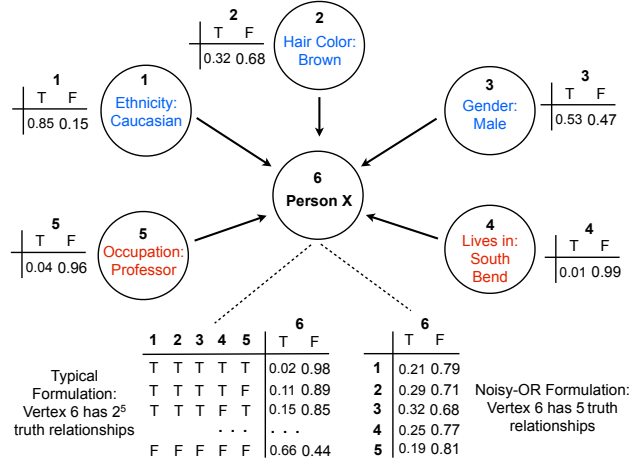 2
T F
0.32 0.68
2
Hair Color:
Brown
1
T F
0.85 0.15
1
Ethnicity:
Caucasian
3
Gender:
Male
3
T F
0.53 0.47
6
Person X
5
T F
0.04 0.96
5
Occupation:
Professor
4
Lives in:
South
Bend
4
T F
0.01 0.99
Typical
Formulation:
Vertex 6 has 2⁵
truth relationships
6
1 2 3 4 5 T F
T T T T T 0.02 0.98
T T T T F 0.11 0.89
T T T F T 0.15 0.85
. . . . . .
F F F F F 0.66 0.44
6
T F
1 0.21 0.79
2 0.29 0.71
3 0.32 0.68
4 0.25 0.77
5 0.19 0.81
Noisy-OR Formulation:
Vertex 6 has 5 truth
relationships